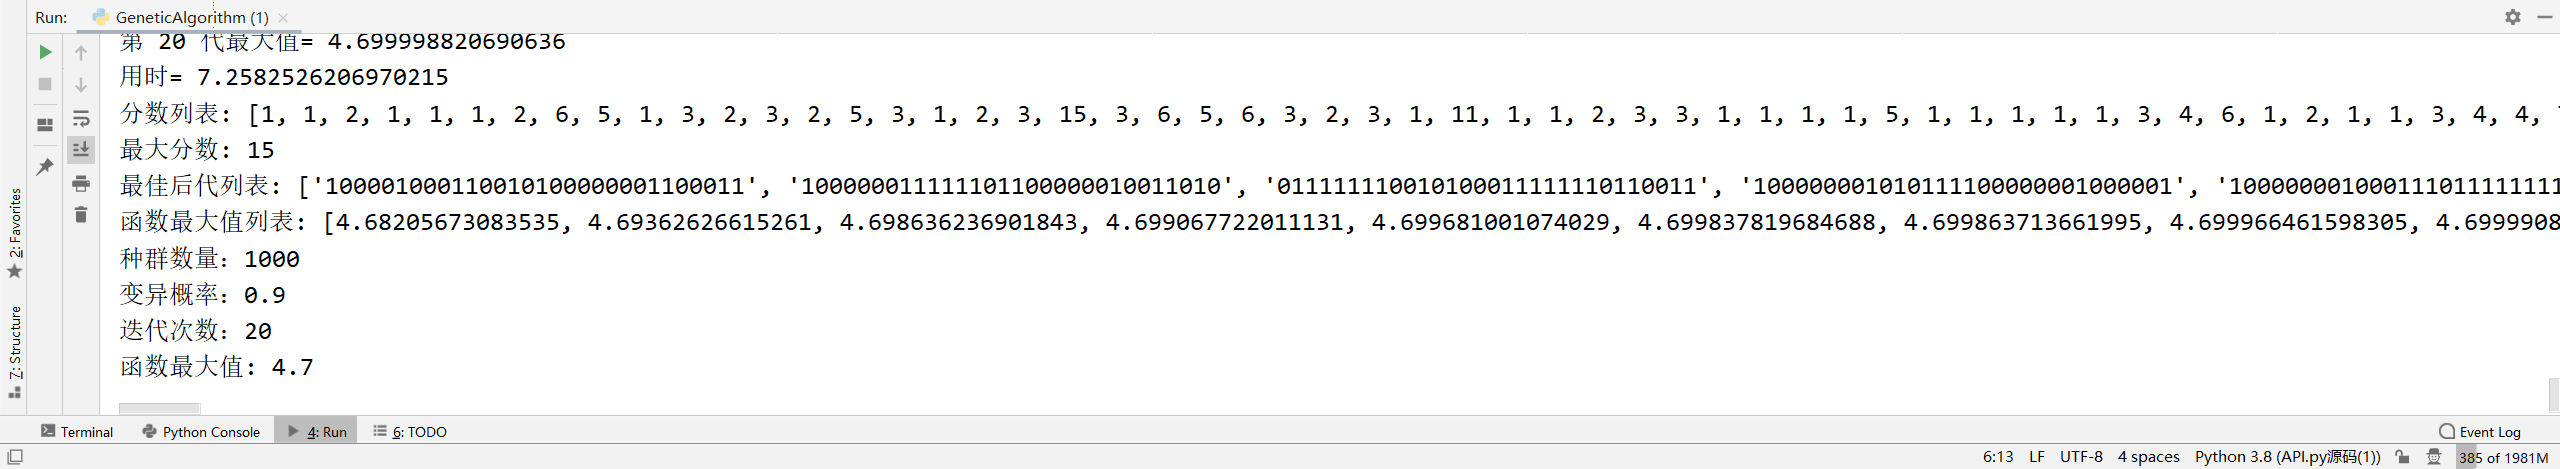 Run: GeneticAlgorithm (1)
第 20 代最大值= 4.699998820690636
用时= 7.2582526206970215
分数列表: [1, 1, 2, 1, 1, 1, 2, 6, 5, 1, 3, 2, 3, 2, 5, 3, 1, 2, 3, 15, 3, 6, 5, 6, 3, 2, 3, 1, 11, 1, 1, 2, 3, 3, 1, 1, 1, 1, 5, 1, 1, 1, 1, 1, 3, 4, 6, 1, 2, 1, 1, 3, 4, 4,
最大分数: 15
最佳后代列表: ['1000010001100101000000001100011', '1000000111111101100000010011010', '0111111110010100011111110110011', '1000000010101111000000001000001', '1000000010001110111111111
函数最大值列表: [4.68205673083535, 4.69362626615261, 4.698636236901843, 4.699067722011131, 4.699681001074029, 4.699837819684688, 4.699863713661995, 4.699966461598305, 4.6999908
种群数量: 1000
变异概率: 0.9
迭代次数: 20
函数最大值: 4.7
2: Favorites
7: Structure
Terminal Python Console 4: Run 6: TODO Event Log
6:13 LF UTF-8 4 spaces Python 3.8 (API.py源码(1)) 385 of 1981M